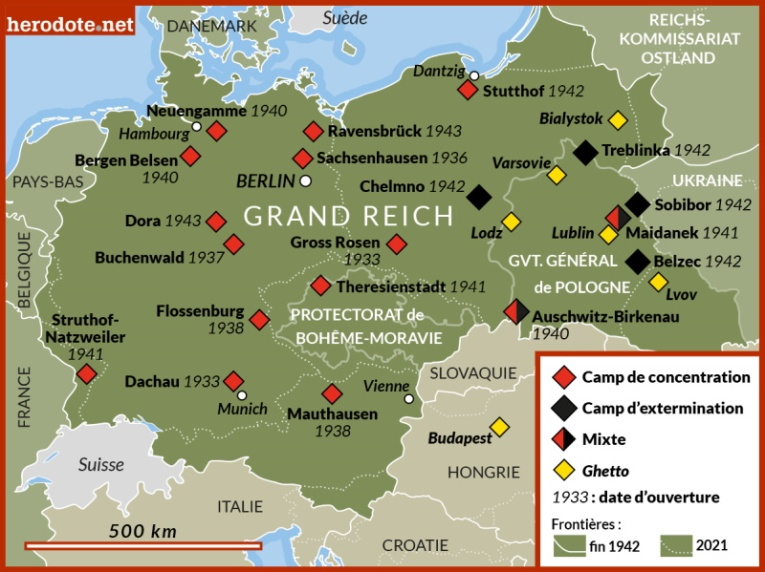 herodote.net
Suède
DANEMARK
REICHS-
KOMMISSARIAT
OSTLAND
Dantzig
Stutthof 1942
Neuengamme 1940
Hambourg
Ravensbrück 1943
Bialystok
Bergen Belsen
1940
Sachsenhausen 1936
Treblinka 1942
Varsovie
PAYS-BAS
BERLIN
Chelmno 1942
UKRAINE
Sobibor 1942
Dora 1943
GRAND REICH
Lodz
Lublin
Maidanek 1941
Buchenwald 1937
Gross Rosen
1933
BELGIQUE
GVT. GÉNÉRAL
de POLOGNE
Belzec 1942
Theresienstadt 1941
Lvov
Flossenburg
1938
PROTECTORAT de
BOHÊME-MORAVIE
Auschwitz-Birkenau
1940
Struthof-
Natzweiler
1941
FRANCE
Dachau 1933
Munich
Mauthausen
1938
Vienne
SLOVAQUIE
Budapest
HONGRIE
Suisse
ITALIE
CROATIE
500 km
Camp de concentration
Camp d’extermination
Mixte
Ghetto
1933 : date d’ouverture
Frontières :
fin 1942
2021